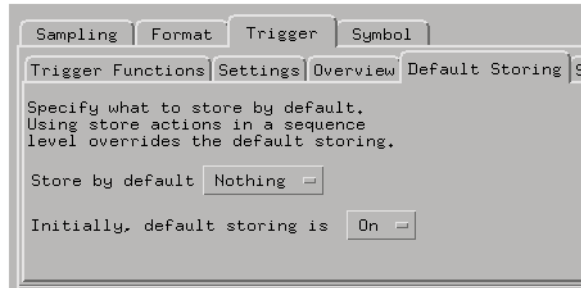 Sampling Format Trigger Symbol
Trigger Functions Settings Overview Default Storing
Specify what to store by default.
Using store actions in a sequence
level overrides the default storing.
Store by default Nothing
Initially, default storing is On